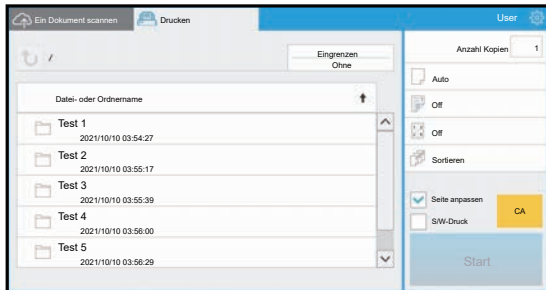 Ein Dokument scannen
Drucken
User
/
Eingrenzen
Ohne
Anzahl Kopien 1
Datei- oder Ordnername
Test 1
2021/10/10 03:54:27
Test 2
2021/10/10 03:55:17
Test 3
2021/10/10 03:55:39
Test 4
2021/10/10 03:56:00
Test 5
2021/10/10 03:56:29
Auto
Off
Off
Sortieren
Seite anpassen
S/W-Druck
CA
Start